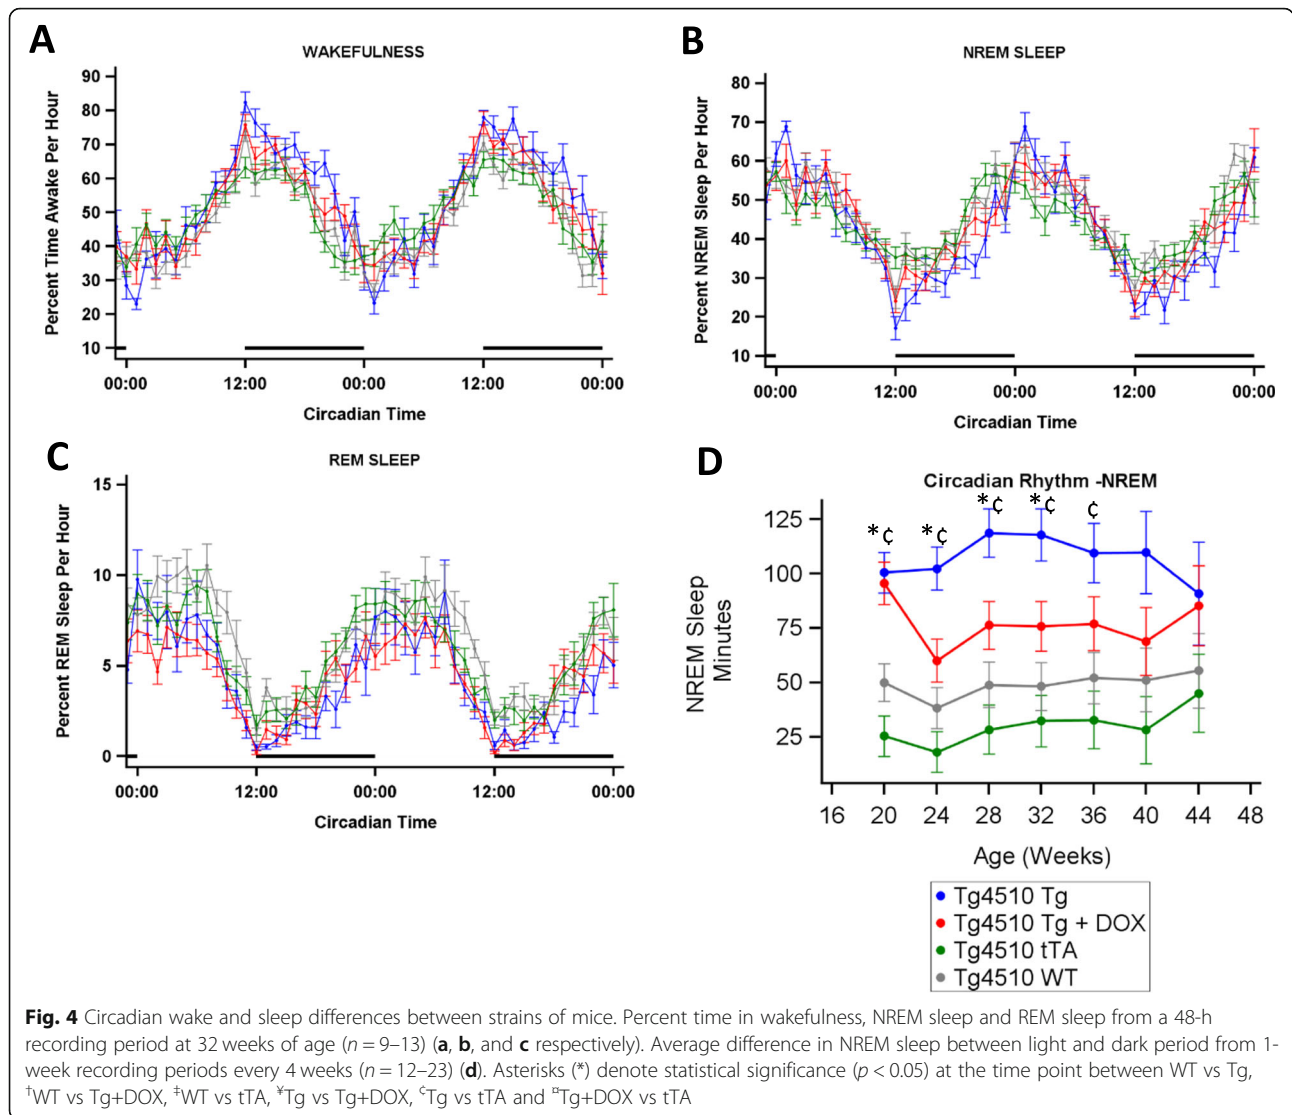 A
WAKEFULNESS
Percent Time Awake Per Hour
90
80
70
60
50
40
30
20
10
00:00 12:00 00:00 12:00 00:00
Circadian Time
B
NREM SLEEP
Percent NREM Sleep Per Hour
80
70
60
50
40
30
20
10
00:00 12:00 00:00 12:00 00:00
Circadian Time
C
REM SLEEP
Percent REM Sleep Per Hour
15
10
5
0
00:00 12:00 00:00 12:00 00:00
Circadian Time
D
Circadian Rhythm -NREM
NREM Sleep
Minutes
125
100
75
50
25
*¢ *¢ *¢ *¢ ¢
16 20 24 28 32 36 40 44 48
Age (Weeks)
Tg4510 Tg
Tg4510 Tg + DOX
Tg4510 tTA
Tg4510 WT
Fig. 4 Circadian wake and sleep differences between strains of mice. Percent time in wakefulness, NREM sleep and REM sleep from a 48-h
recording period at 32 weeks of age (n = 9–13) (a, b, and c respectively). Average difference in NREM sleep between light and dark period from 1-
week recording periods every 4 weeks (n = 12–23) (d). Asterisks (*) denote statistical significance (p < 0.05) at the time point between WT vs Tg,
†WT vs Tg+DOX, ‡WT vs tTA, ¥Tg vs Tg+DOX, ¢Tg vs tTA and ¤Tg+DOX vs tTA